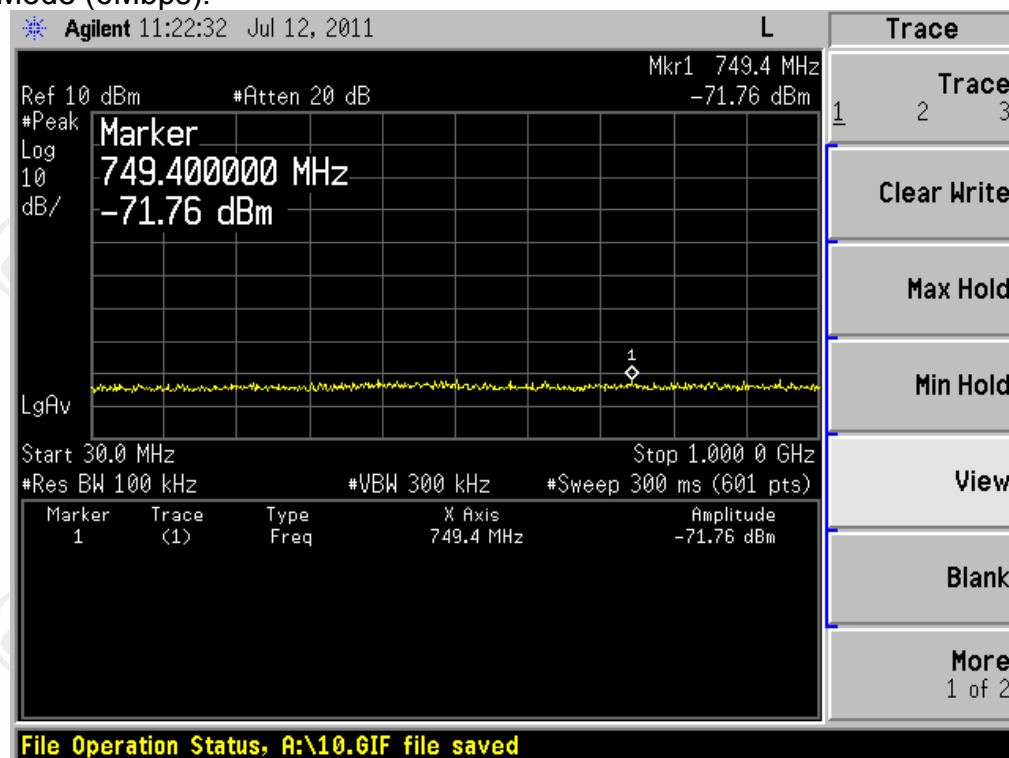 Agilent 11:22:32 Jul 12, 2011 L Trace
Mkr1 749.4 MHz
Ref 10 dBm #Atten 20 dB -71.76 dBm
Trace
1 2 3
#Peak
Log
10
dB/
Marker
749.400000 MHz
-71.76 dBm
Clear Write
Max Hold
1
Min Hold
LgAv
Start 30.0 MHz Stop 1.000 0 GHz
#Res BW 100 kHz #VBW 300 kHz #Sweep 300 ms (601 pts)
View
Marker Trace Type X Axis Amplitude
1 (1) Freq 749.4 MHz -71.76 dBm
Blank
More
1 of 2
File Operation Status, A:\10.GIF file saved